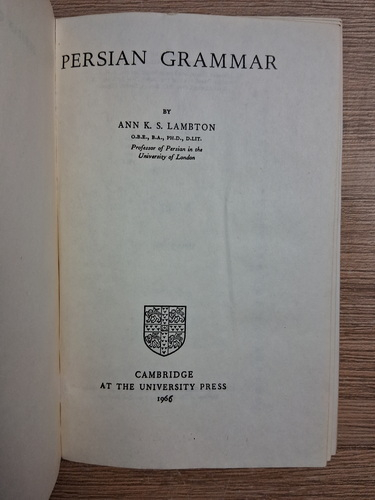 PERSIAN GRAMMAR
BY
ANN K. S. LAMBTON
O.B.E., B.A., PH.D., D.LIT.
Professor of Persian in the
University of London
CAMBRIDGE
AT THE UNIVERSITY PRESS
1966